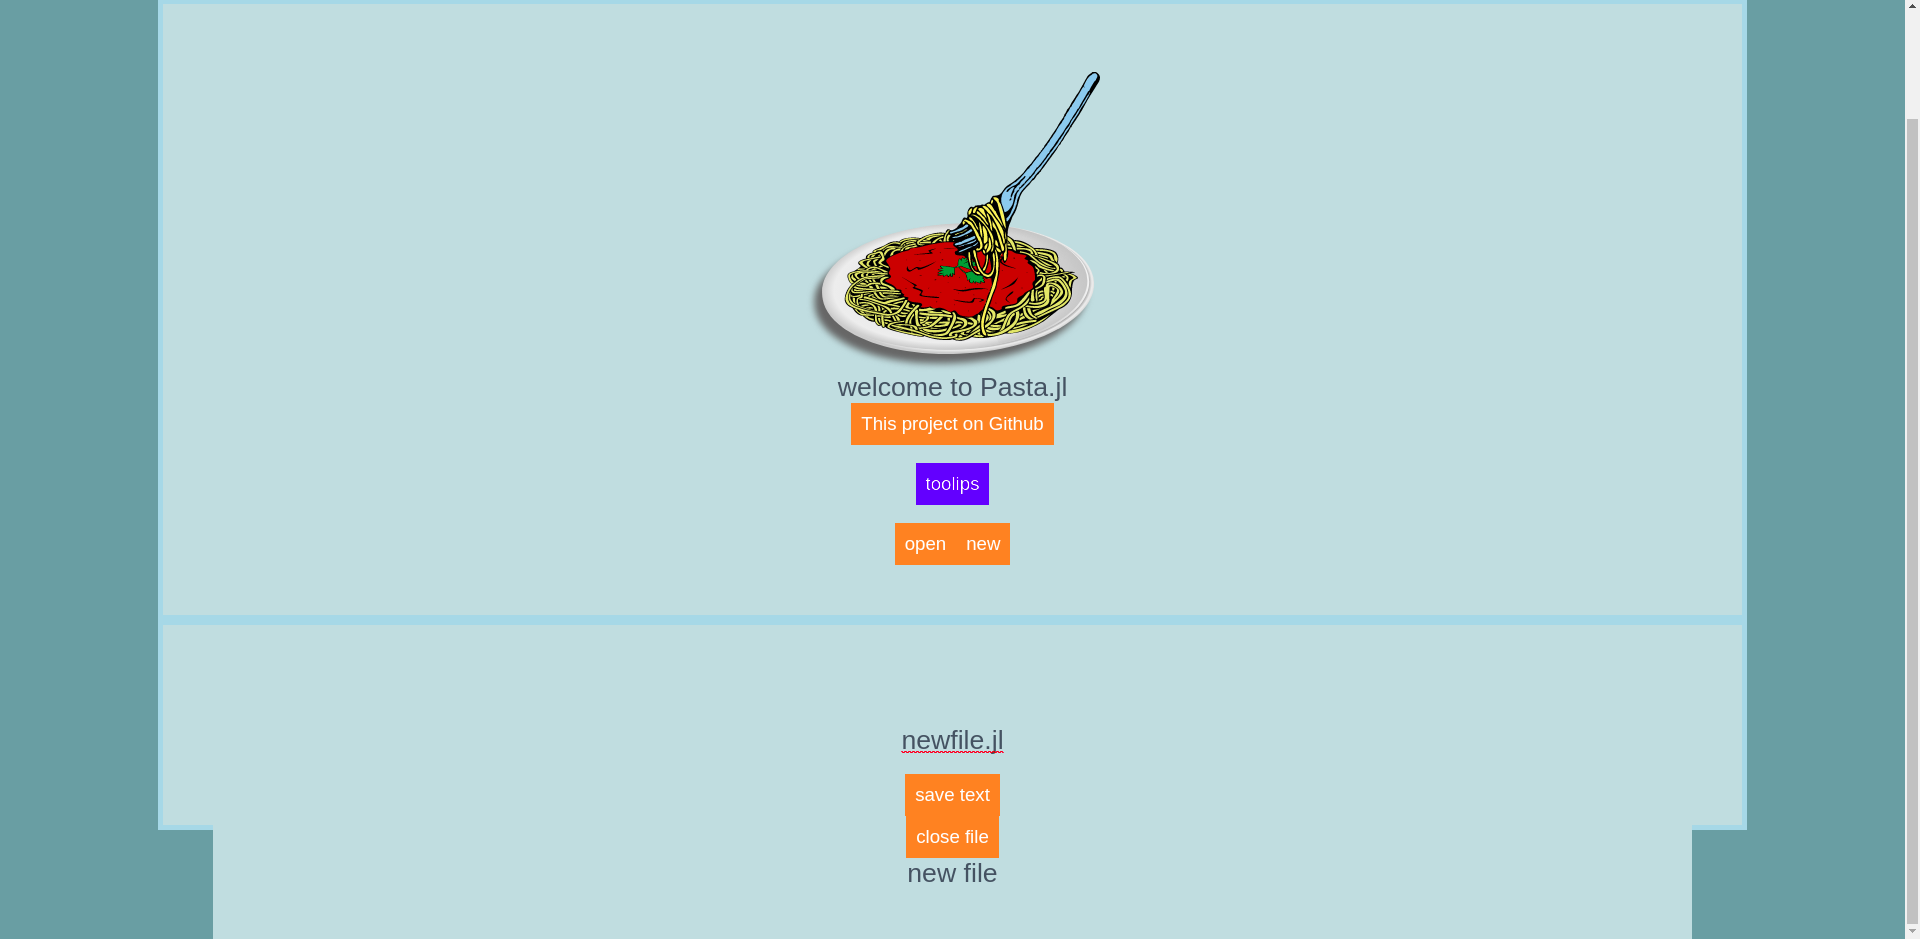 welcome to Pasta.jl
This project on Github
toolips
open new
newfile.jl
save text
close file
new file